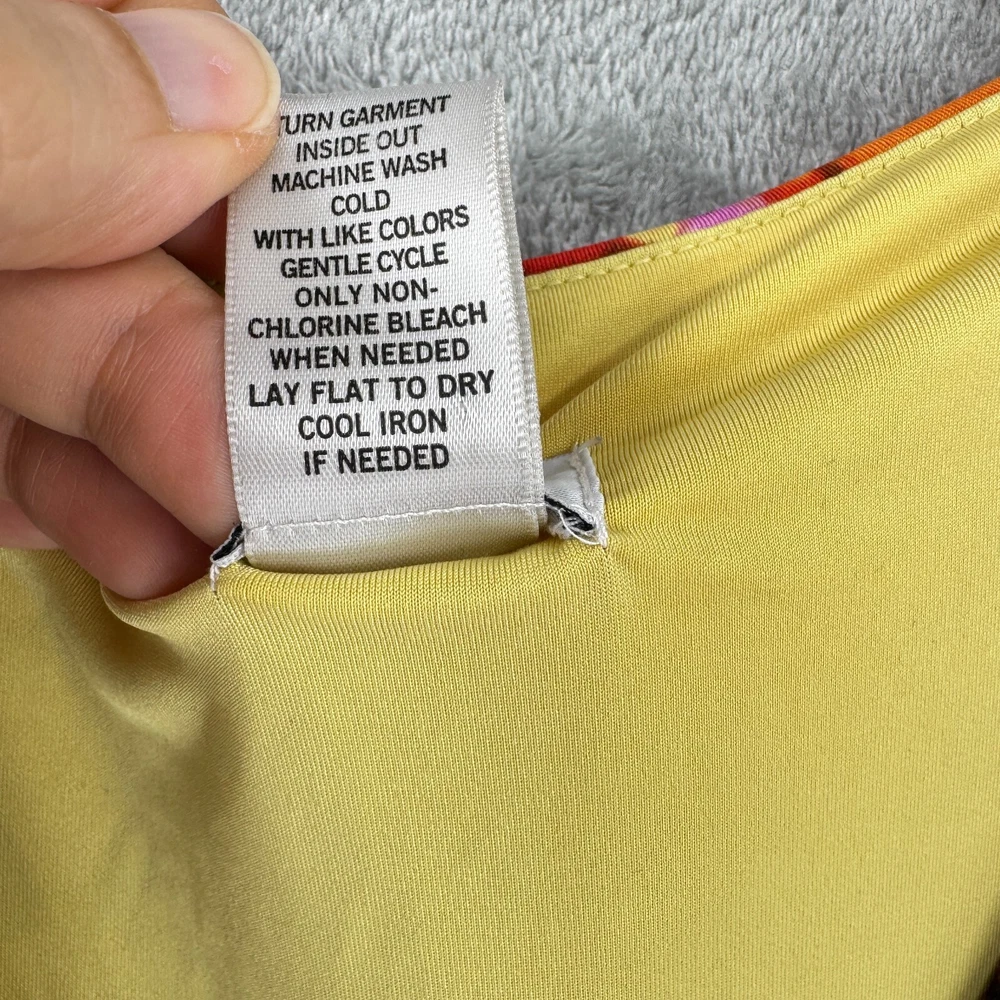 TURN GARMENT
INSIDE OUT
MACHINE WASH
COLD
WITH LIKE COLORS
GENTLE CYCLE
ONLY NON-
CHLORINE BLEACH
WHEN NEEDED
LAY FLAT TO DRY
COOL IRON
IF NEEDED